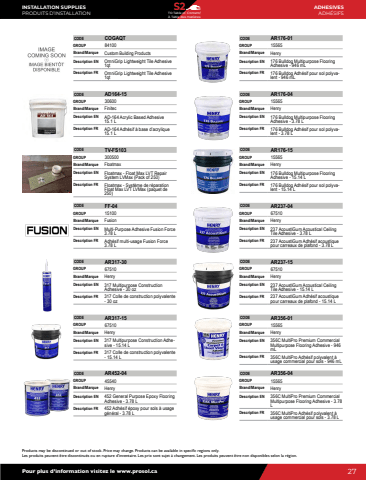 INSTALLATION SUPPLIES
PRODUITS D'INSTALLATION
S2
ADHESIVES
ADHÉSIFS
IMAGE
COMING SOON
IMAGE BIENTÔT
DISPONIBLE
CODE COGAQT
GROUP 84100
Brand/Marque Custom Building Products
Description EN OmniGrip Lightweight Tile Adhesive
1qt
Description FR OmniGrip Lightweight Tile Adhesive
1qt
CODE AD164-15
GROUP 30600
Brand/Marque Finitec
Description EN AD-164 Acrylic Based Adhesive
15.1 L
Description FR AD-164 Adhésif à base d'acrylique
15.1 L
CODE TV-FS103
GROUP 300500
Brand/Marque Floatmax
Description EN Floatmax - Float Max LVT Repair
System LVMax (Pack of 250)
Description FR Floatmax - Système de réparation
Float Max LVT LVMax (paquet de
250)
FUSION
CODE FF-04
GROUP 15100
Brand/Marque Fusion
Description EN Multi-Purpose Adhesive Fusion Force
3.78 L
Description FR Adhésif multi-usage Fusion Force
3.78 L
CODE AR317-30
GROUP 67510
Brand/Marque Henry
Description EN 317 Multipurpose Construction
Adhesive - 30 oz
Description FR 317 Colle de construction polyvalente
- 30 oz
CODE AR317-15
GROUP 67510
Brand/Marque Henry
Description EN 317 Multipurpose Construction Adhe-
sive - 15.14 L
Description FR 317 Colle de construction polyvalente
- 15.14 L
CODE AR452-04
GROUP 45540
Brand/Marque Henry
Description EN 452 General Purpose Epoxy Flooring
Adhesive - 3.78 L
Description FR 452 Adhésif époxy pour sols à usage
général - 3.78 L
CODE AR176-01
GROUP 15565
Brand/Marque Henry
Description EN 176 Bulldog Multipurpose Flooring
Adhesive - 946 mL
Description FR 176 Bulldog Adhésif pour sol polyva-
lent - 946 mL
CODE AR176-04
GROUP 15565
Brand/Marque Henry
Description EN 176 Bulldog Multipurpose Flooring
Adhesive - 3.78 L
Description FR 176 Bulldog Adhésif pour sol polyva-
lent - 3.78 L
CODE AR176-15
GROUP 15565
Brand/Marque Henry
Description EN 176 Bulldog Multipurpose Flooring
Adhesive - 15.14 L
Description FR 176 Bulldog Adhésif pour sol polyva-
lent - 15.14 L
CODE AR237-04
GROUP 67510
Brand/Marque Henry
Description EN 237 AcoustiGum Acoustical Ceiling
Tile Adhesive - 3.78 L
Description FR 237 AcoustiGum Adhésif acoustique
pour carreaux de plafond - 3.78 L
CODE AR237-15
GROUP 67510
Brand/Marque Henry
Description EN 237 AcoustiGum Acoustical Ceiling
Tile Adhesive - 15.14 L
Description FR 237 AcoustiGum Adhésif acoustique
pour carreaux de plafond - 15.14 L
CODE AR356-01
GROUP 15565
Brand/Marque Henry
Description EN 356C MultiPro Premium Commercial
Multipurpose Flooring Adhesive - 946
mL
Description FR 356C MultiPro Adhésif polyvalent à
usage commercial pour sols - 946 mL
CODE AR356-04
GROUP 15565
Brand/Marque Henry
Description EN 356C MultiPro Premium Commercial
Multipurpose Flooring Adhesive - 3.78
L
Description FR 356C MultiPro Adhésif polyvalent à
usage commercial pour sols - 3.78 L
Products may be discontinued or out of stock. Price may change. Products can be available in specific regions only.
Les produits peuvent être discontinués ou en rupture d'inventaire. Les prix sont sujet à changement. Les produits peuvent être non disponibles selon la région.
Pour plus d'information visitez le www.prosol.ca
27